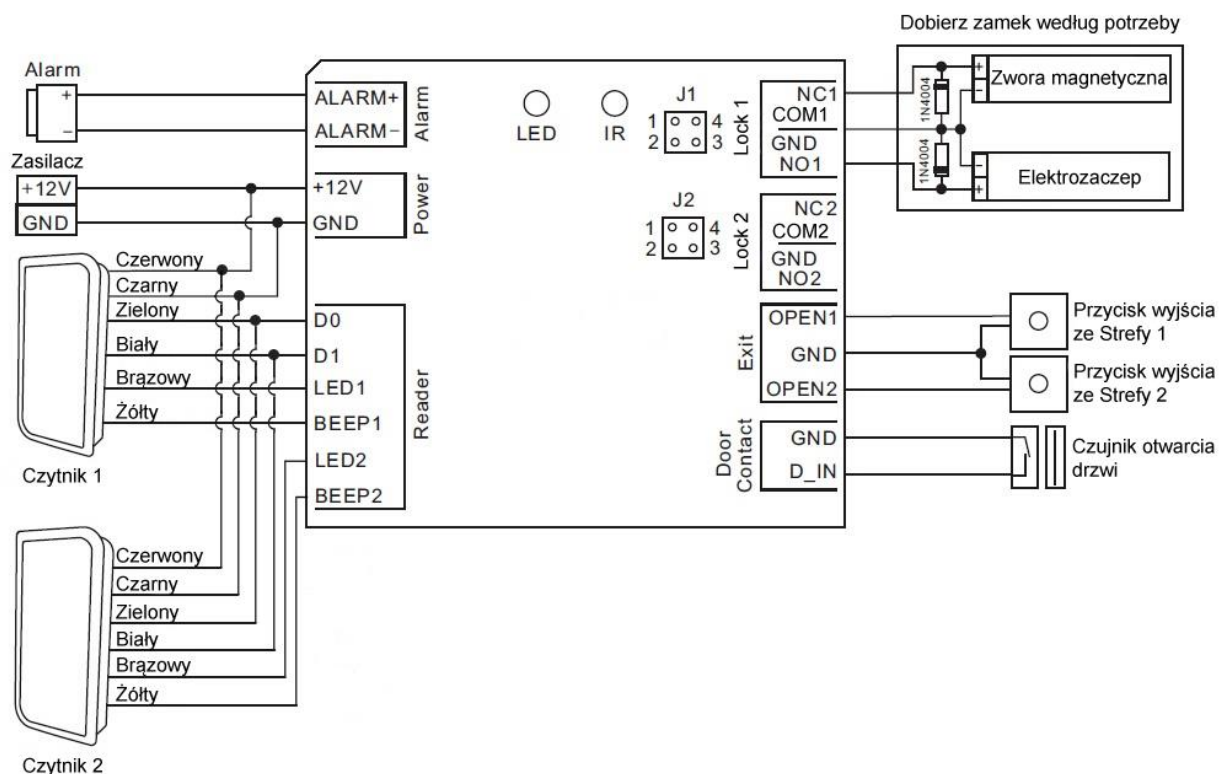 Dobierz zamek według potrzeby
Alarm
+
−
ALARM+
ALARM−
Alarm
LED
IR
J1
1 4
2 3
Lock 1
NC1
COM1
GND
NO1
1N4004
1N4004
+
−
Zwora magnetyczna
−
+
Elektrozaczep
Zasilacz
+12V
GND
+12V
GND
Power
J2
1 4
2 3
Lock 2
NC2
COM2
GND
NO2
Czerwony
Czarny
Zielony
Biały
Brązowy
Żółty
Czytnik 1
D0
D1
LED1
BEEP1
LED2
BEEP2
Reader
Exit
OPEN1
GND
OPEN2
Przycisk wyjścia
ze Strefy 1
Przycisk wyjścia
ze Strefy 2
Door
Contact
GND
D_IN
Czujnik otwarcia
drzwi
Czerwony
Czarny
Zielony
Biały
Brązowy
Żółty
Czytnik 2